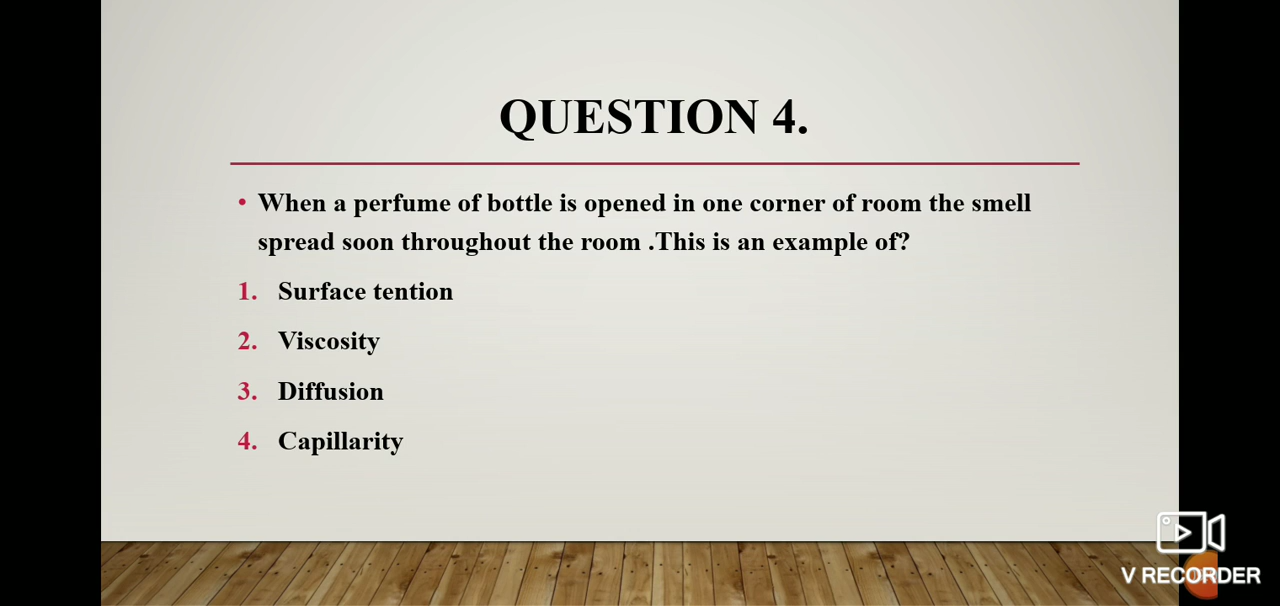 QUESTION 4.
• When a perfume of bottle is opened in one corner of room the smell
spread soon throughout the room .This is an example of?
1. Surface tention
2. Viscosity
3. Diffusion
4. Capillarity
V RECORDER